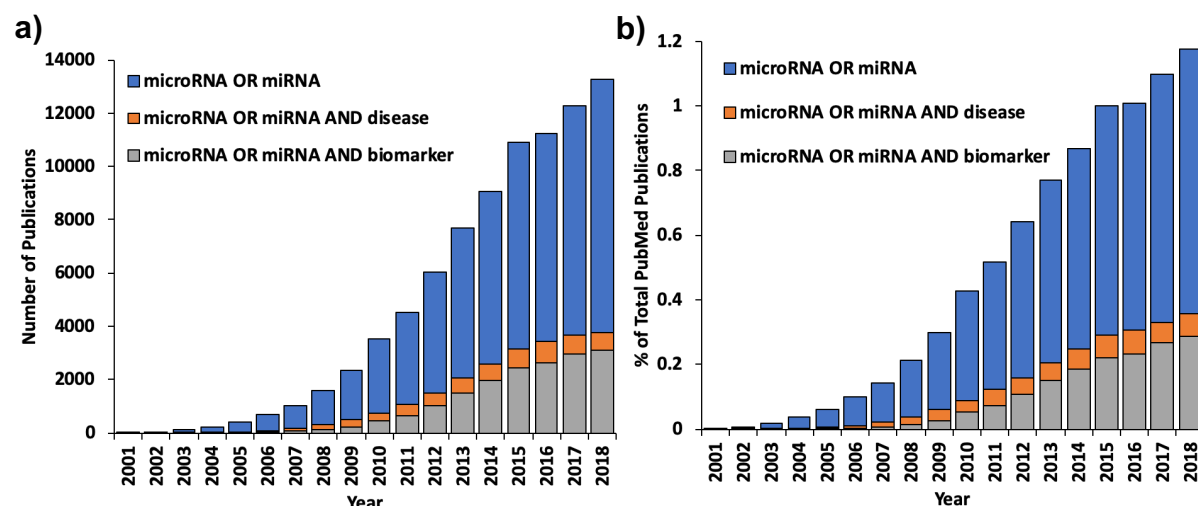 a)
Number of Publications
14000
12000
10000
8000
6000
4000
2000
0
microRNA OR miRNA
microRNA OR miRNA AND disease
microRNA OR miRNA AND biomarker
2001 2002 2003 2004 2005 2006 2007 2008 2009 2010 2011 2012 2013 2014 2015 2016 2017 2018
Year
b)
% of Total PubMed Publications
1.2
1
0.8
0.6
0.4
0.2
0
microRNA OR miRNA
microRNA OR miRNA AND disease
microRNA OR miRNA AND biomarker
2001 2002 2003 2004 2005 2006 2007 2008 2009 2010 2011 2012 2013 2014 2015 2016 2017 2018
Year